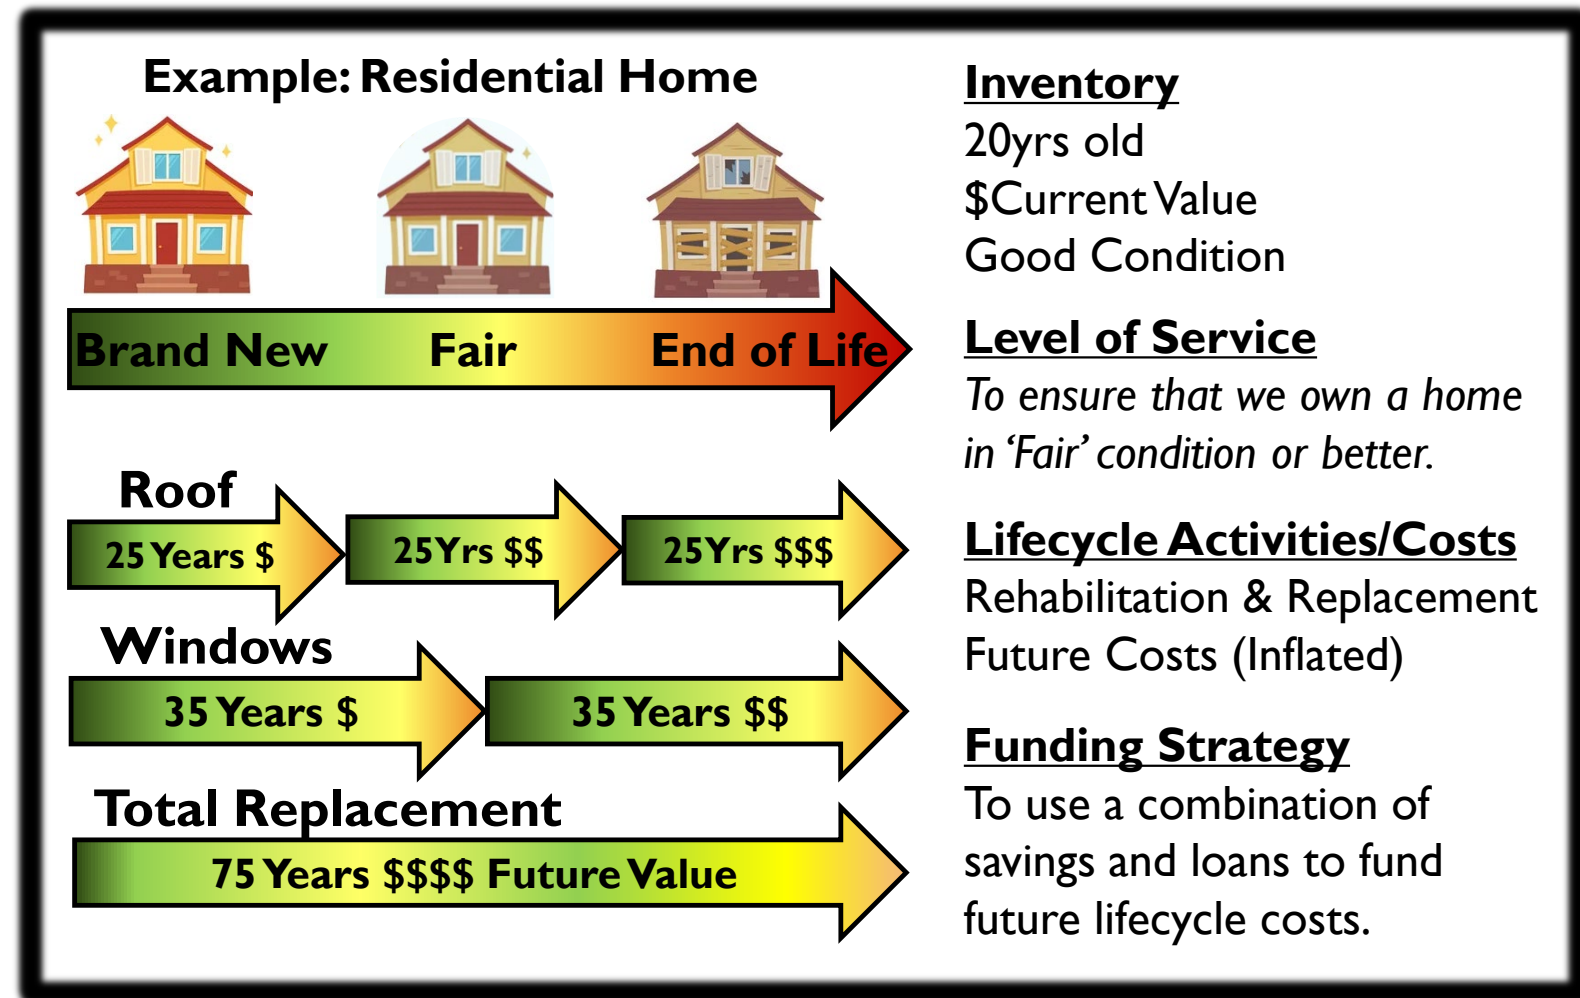 Example: Residential Home
Brand New
Fair
End of Life
Roof
25 Years $
25Yrs $$
25Yrs $$$
Windows
35 Years $
35 Years $$
Total Replacement
75 Years $$$$ Future Value
Inventory
20yrs old
$Current Value
Good Condition
Level of Service
To ensure that we own a home
in ‘Fair’ condition or better.
Lifecycle Activities/Costs
Rehabilitation & Replacement
Future Costs (Inflated)
Funding Strategy
To use a combination of
savings and loans to fund
future lifecycle costs.